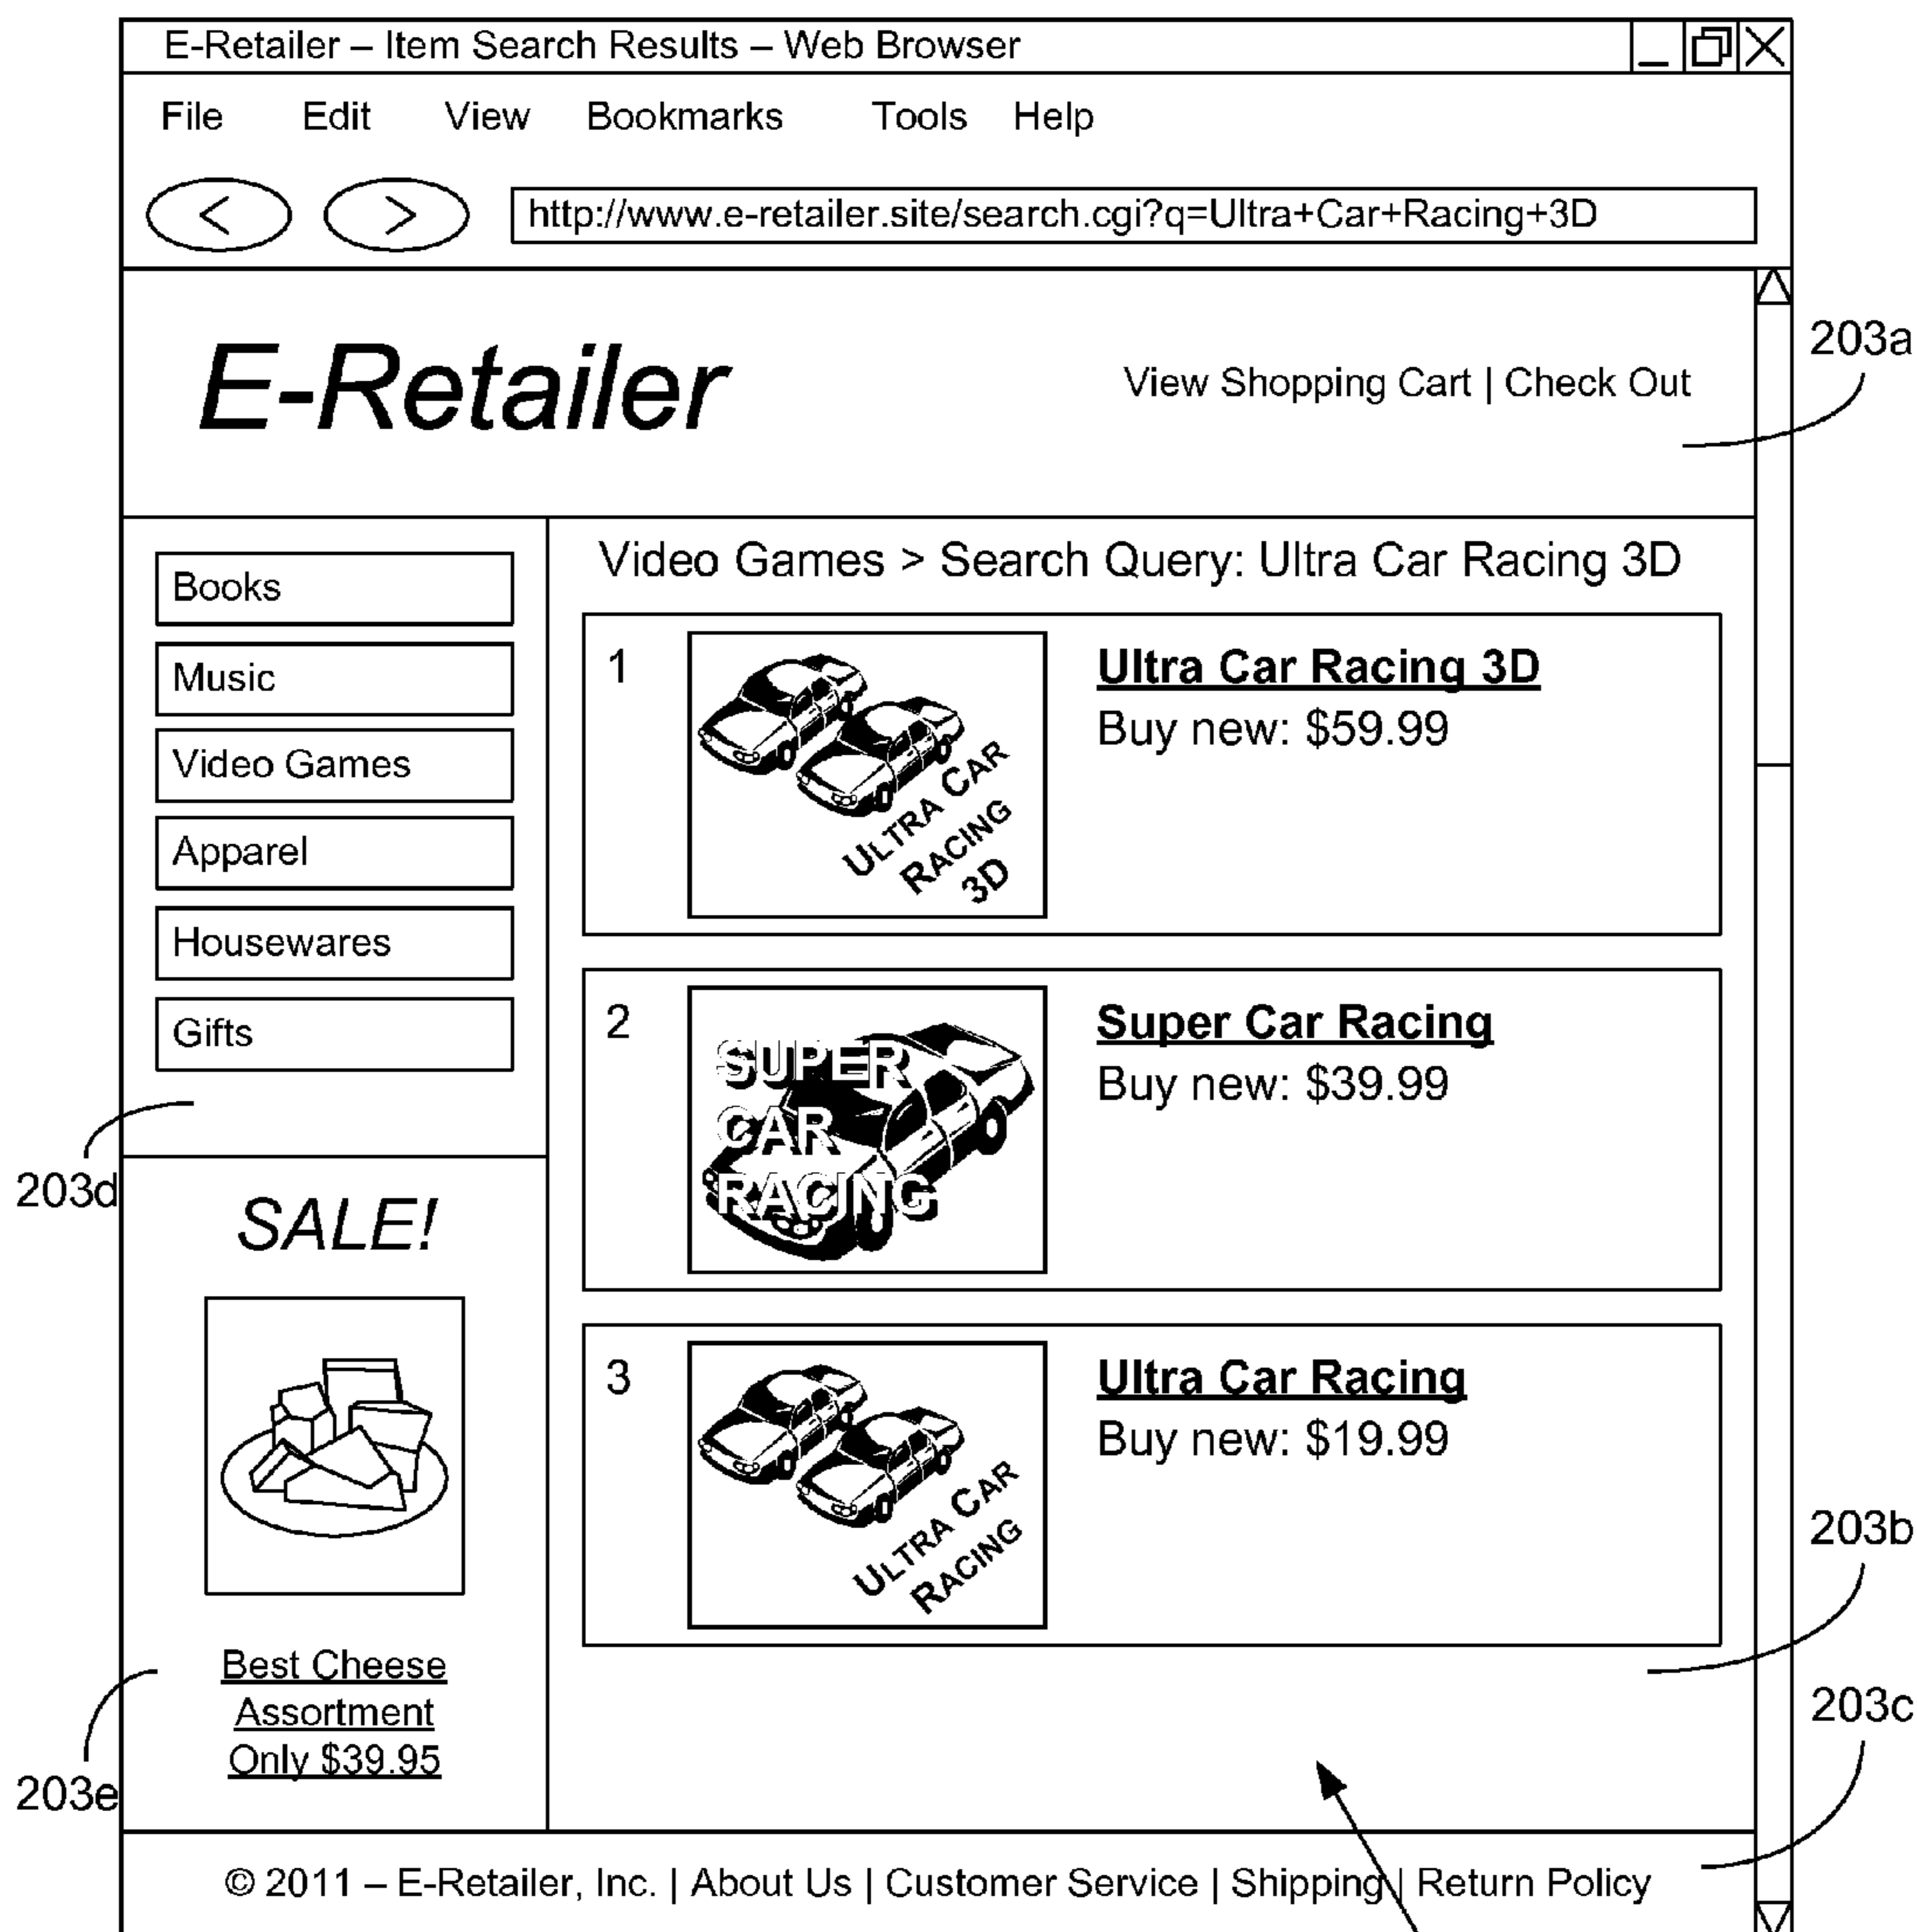 E-Retailer – Item Search Results – Web Browser
File Edit View Bookmarks Tools Help
< > http://www.e-retailer.site/search.cgi?q=Ultra+Car+Racing+3D
203a
E-Retailer
View Shopping Cart | Check Out
Books
Music
Video Games
Apparel
Housewares
Gifts
203d
SALE!
Best Cheese
Assortment
Only $39.95
203e
Video Games > Search Query: Ultra Car Racing 3D
1
ULTRA CAR
RACING
3D
Ultra Car Racing 3D
Buy new: $59.99
2
SUPER
CAR
RACING
Super Car Racing
Buy new: $39.99
3
ULTRA CAR
RACING
Ultra Car Racing
Buy new: $19.99
203b
203c
© 2011 – E-Retailer, Inc. | About Us | Customer Service | Shipping | Return Policy